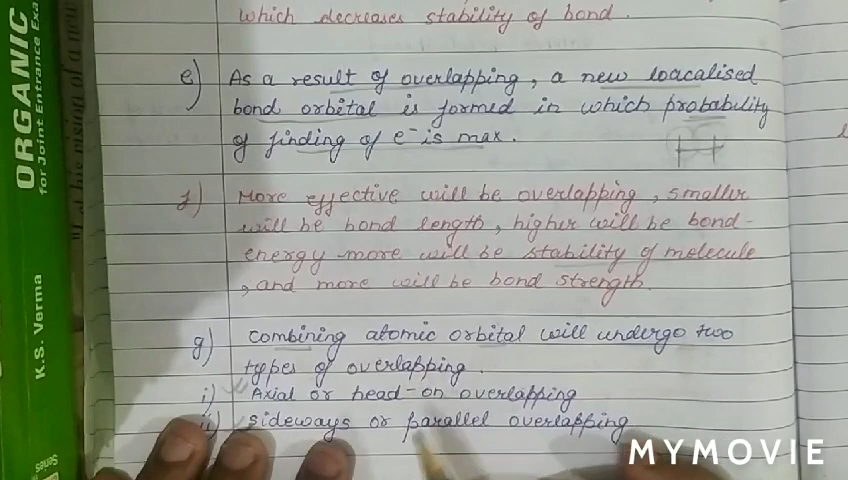 which decreases stability of bond.
e) As a result of overlapping, a new loacalised
bond orbital is formed in which probability
of finding of e⁻ is max.
f) More effective will be overlapping, smaller
will be bond length, higher will be bond-
energy more will be stability of molecule
, and more will be bond strength.
g) combining atomic orbital will undergo two
types of overlapping.
i) Axial or head-on overlapping
ii) sideways or parallel overlapping
MYMOVIE
ORGANIC
for Joint Entrance Exa
K.S. Verma
Series